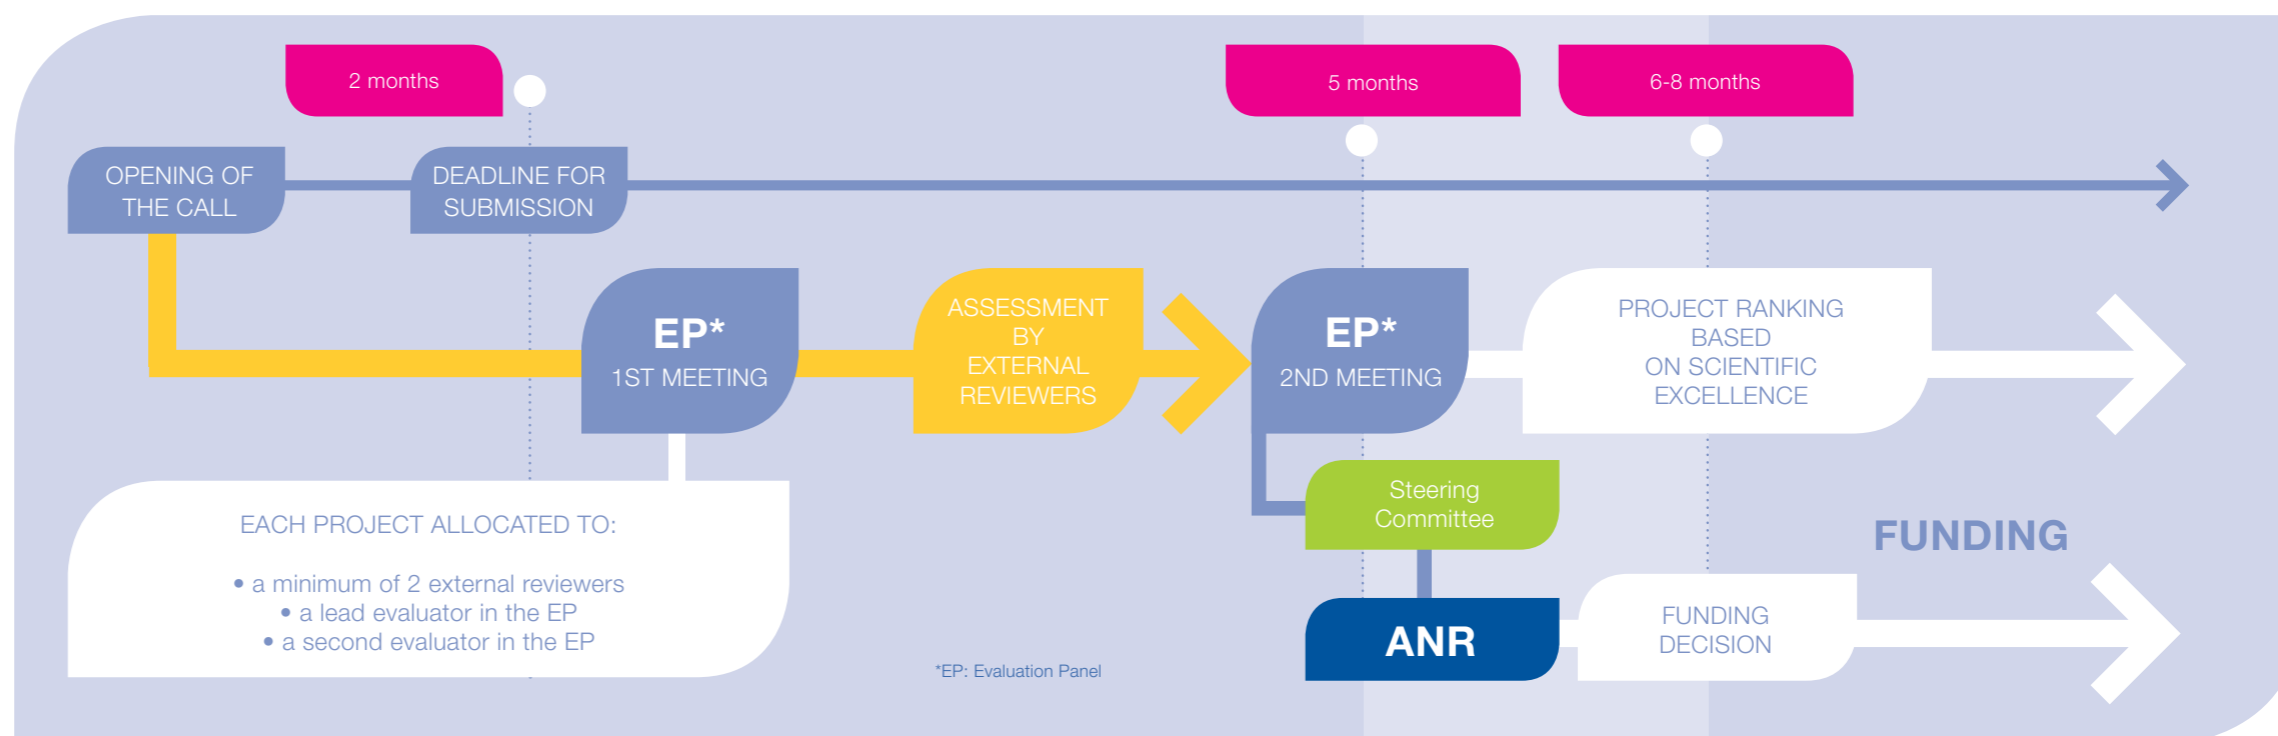 2 months
5 months
6-8 months
OPENING OF
THE CALL
DEADLINE FOR
SUBMISSION
EP*
1ST MEETING
ASSESSMENT
BY
EXTERNAL
REVIEWERS
EP*
2ND MEETING
PROJECT RANKING
BASED
ON SCIENTIFIC
EXCELLENCE
EACH PROJECT ALLOCATED TO:
• a minimum of 2 external reviewers
• a lead evaluator in the EP
• a second evaluator in the EP
Steering
Committee
FUNDING
ANR
FUNDING
DECISION
*EP: Evaluation Panel